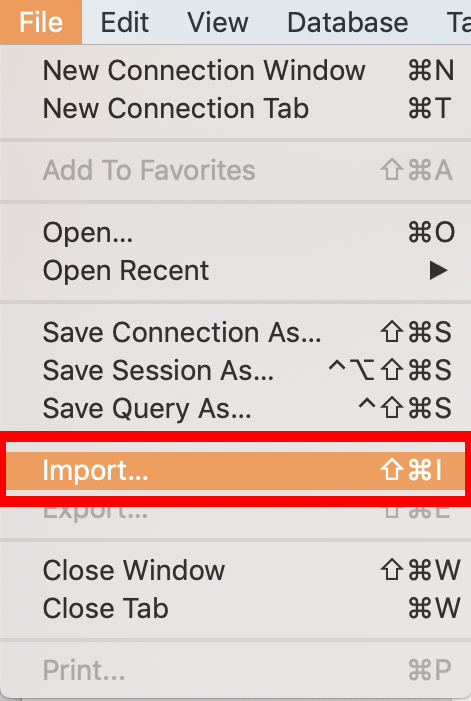 File Edit View Database Ta
New Connection Window ⌘N
New Connection Tab ⌘T
Add To Favorites ⇧⌘A
Open... ⌘O
Open Recent ▶
Save Connection As... ⇧⌘S
Save Session As... ^⌥⇧⌘S
Save Query As... ^⇧⌘S
Import... ⇧⌘I
Export... ⇧⌘E
Close Window ⇧⌘W
Close Tab ⌘W
Print... ⌘P